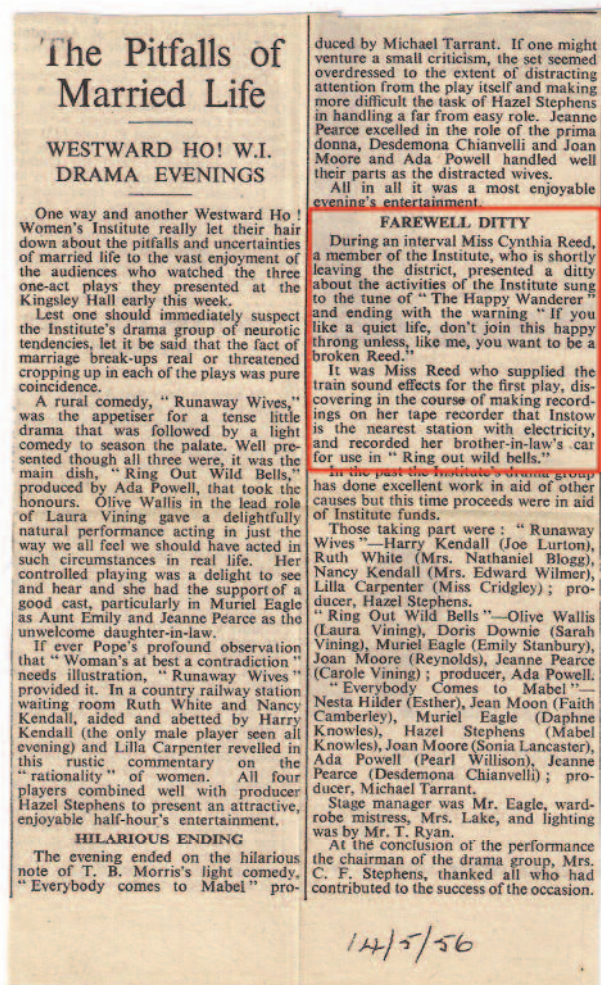 The Pitfalls of
Married Life
WESTWARD HO! W.I.
DRAMA EVENINGS
One way and another Westward Ho !
Women's Institute really let their hair
down about the pitfalls and uncertainties
of married life to the vast enjoyment of
the audiences who watched the three
one-act plays they presented at the
Kingsley Hall early this week.
Lest one should immediately suspect
the Institute's drama group of neurotic
tendencies, let it be said that the fact of
marriage break-ups real or threatened
cropping up in each of the plays was pure
coincidence.
A rural comedy, " Runaway Wives,"
was the appetiser for a tense little
drama that was followed by a light
comedy to season the palate. Well pre-
sented though all three were, it was the
main dish, " Ring Out Wild Bells,"
produced by Ada Powell, that took the
honours. Olive Wallis in the lead role
of Laura Vining gave a delightfully
natural performance acting in just the
way we all feel we should have acted in
such circumstances in real life. Her
controlled playing was a delight to see
and hear and she had the support of a
good cast, particularly in Muriel Eagle
as Aunt Emily and Jeanne Pearce as the
unwelcome daughter-in-law.
If ever Pope's profound observation
that " Woman's at best a contradiction "
needs illustration, " Runaway Wives "
provided it. In a country railway station
waiting room Ruth White and Nancy
Kendall, aided and abetted by Harry
Kendall (the only male player seen all
evening) and Lilla Carpenter revelled in
this rustic commentary on the
" rationality " of women. All four
players combined well with producer
Hazel Stephens to present an attractive,
enjoyable half-hour's entertainment.
HILARIOUS ENDING
The evening ended on the hilarious
note of T. B. Morris's light comedy,
" Everybody comes to Mabel " pro-
duced by Michael Tarrant. If one might
venture a small criticism, the set seemed
overdressed to the extent of distracting
attention from the play itself and making
more difficult the task of Hazel Stephens
in handling a far from easy role. Jeanne
Pearce excelled in the role of the prima
donna, Desdemona Chianvelli and Joan
Moore and Ada Powell handled well
their parts as the distracted wives.
All in all it was a most enjoyable
evening's entertainment.
FAREWELL DITTY
During an interval Miss Cynthia Reed,
a member of the Institute, who is shortly
leaving the district, presented a ditty
about the activities of the Institute sung
to the tune of " The Happy Wanderer "
and ending with the warning " If you
like a quiet life, don't join this happy
throng unless, like me, you want to be a
broken Reed."
It was Miss Reed who supplied the
train sound effects for the first play, dis-
covering in the course of making record-
ings on her tape recorder that Instow
is the nearest station with electricity,
and recorded her brother-in-law's car
for use in " Ring out wild bells."
In the past the Institute's drama group
has done excellent work in aid of other
causes but this time proceeds were in aid
of Institute funds.
Those taking part were : " Runaway
Wives "—Harry Kendall (Joe Lurton),
Ruth White (Mrs. Nathaniel Blogg),
Nancy Kendall (Mrs. Edward Wilmer),
Lilla Carpenter (Miss Cridgley) ; pro-
ducer, Hazel Stephens.
" Ring Out Wild Bells "—Olive Wallis
(Laura Vining), Doris Downie (Sarah
Vining), Muriel Eagle (Emily Stanbury),
Joan Moore (Reynolds), Jeanne Pearce
(Carole Vining) ; producer, Ada Powell.
" Everybody Comes to Mabel "—
Nesta Hilder (Esther), Jean Moon (Faith
Camberley), Muriel Eagle (Daphne
Knowles), Hazel Stephens (Mabel
Knowles), Joan Moore (Sonia Lancaster),
Ada Powell (Pearl Willison), Jeanne
Pearce (Desdemona Chianvelli) ; pro-
ducer, Michael Tarrant.
Stage manager was Mr. Eagle, ward-
robe mistress, Mrs. Lake, and lighting
was by Mr. T. Ryan.
At the conclusion of the performance
the chairman of the drama group, Mrs.
C. F. Stephens, thanked all who had
contributed to the success of the occasion.
14/5/56